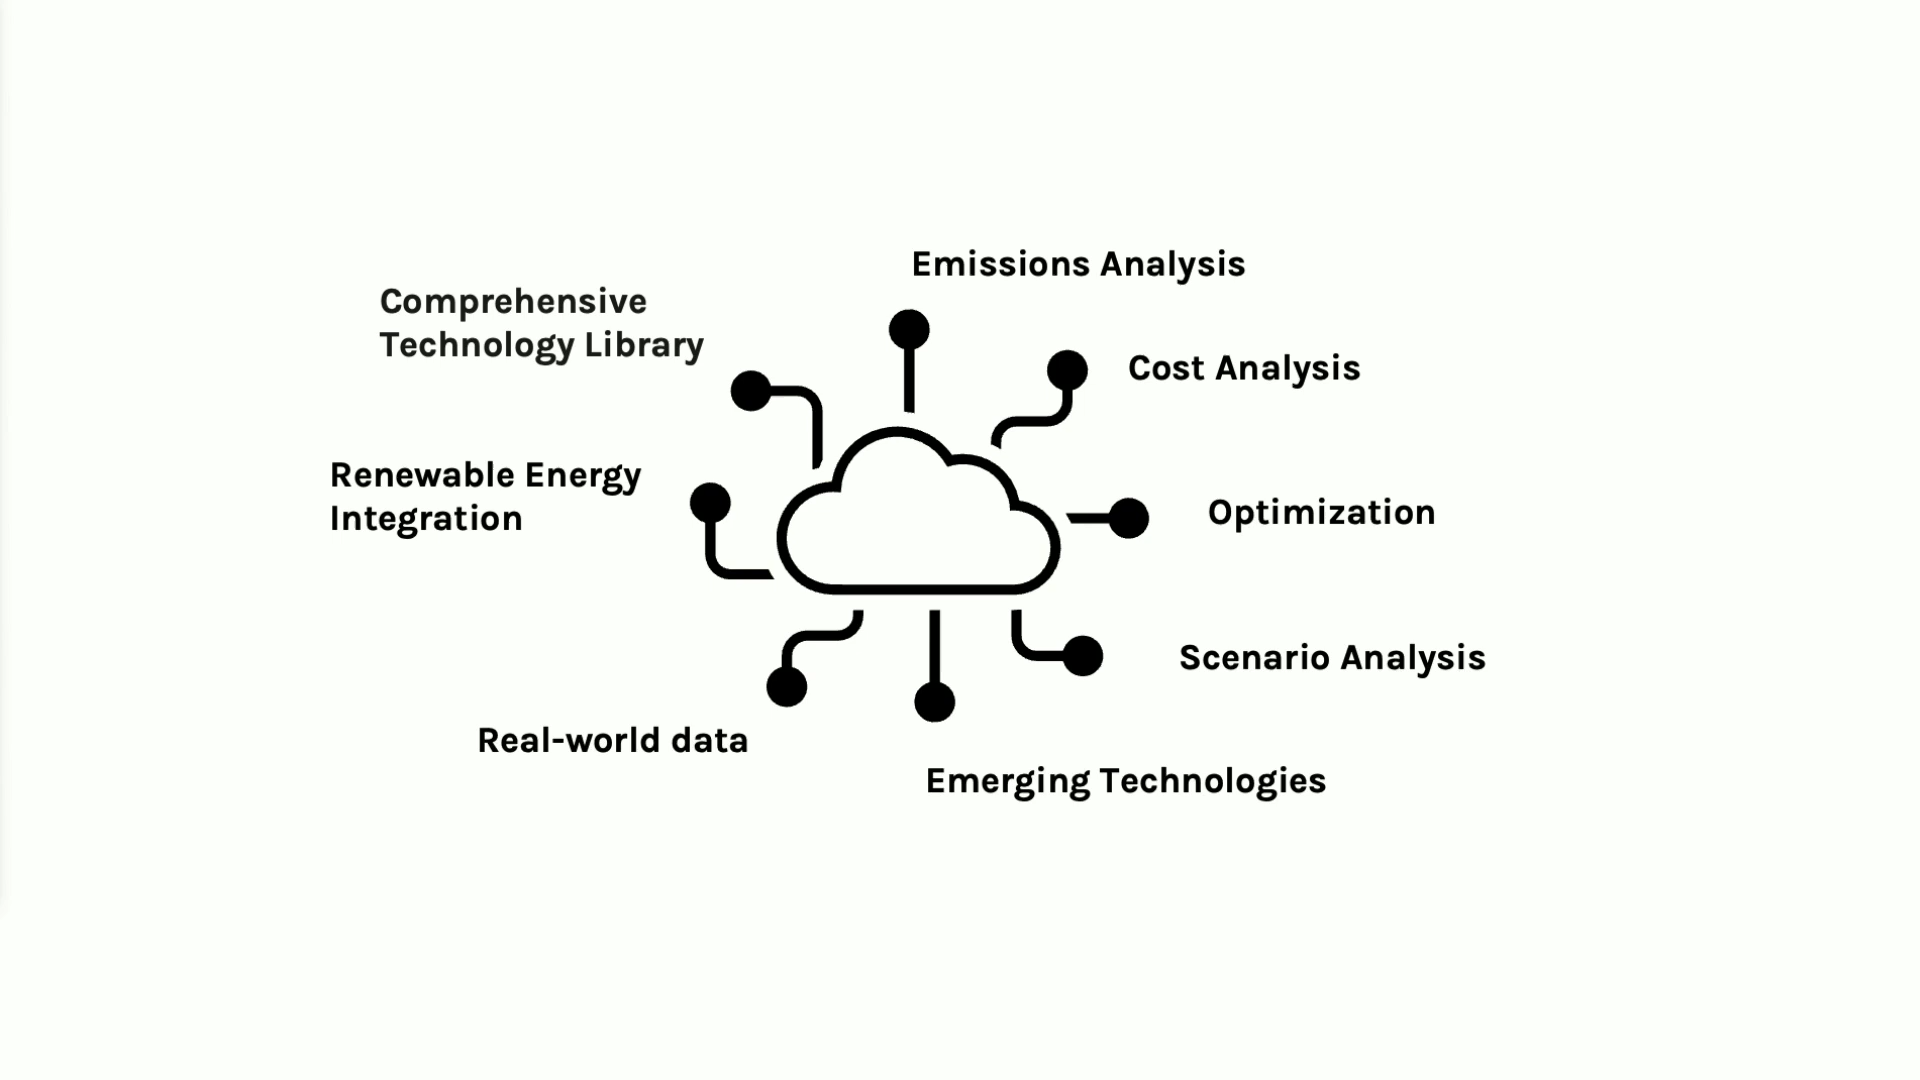 Emissions Analysis
Comprehensive
Technology Library
Cost Analysis
Renewable Energy
Integration
Optimization
Scenario Analysis
Real-world data
Emerging Technologies